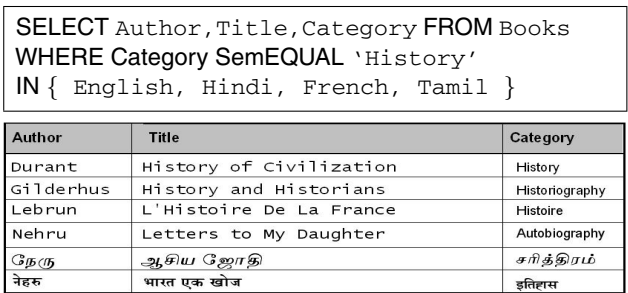 SELECT Author,Title,Category FROM Books
WHERE Category SemEQUAL ‘History’
IN { English, Hindi, French, Tamil }
Author Title Category
Durant History of Civilization History
Gilderhus History and Historians Historiography
Lebrun L'Histoire De La France Histoire
Nehru Letters to My Daughter Autobiography
நேரு ஆசிய ஜோதி சரித்திரம்
नेहरु भारत एक खोज इतिहास